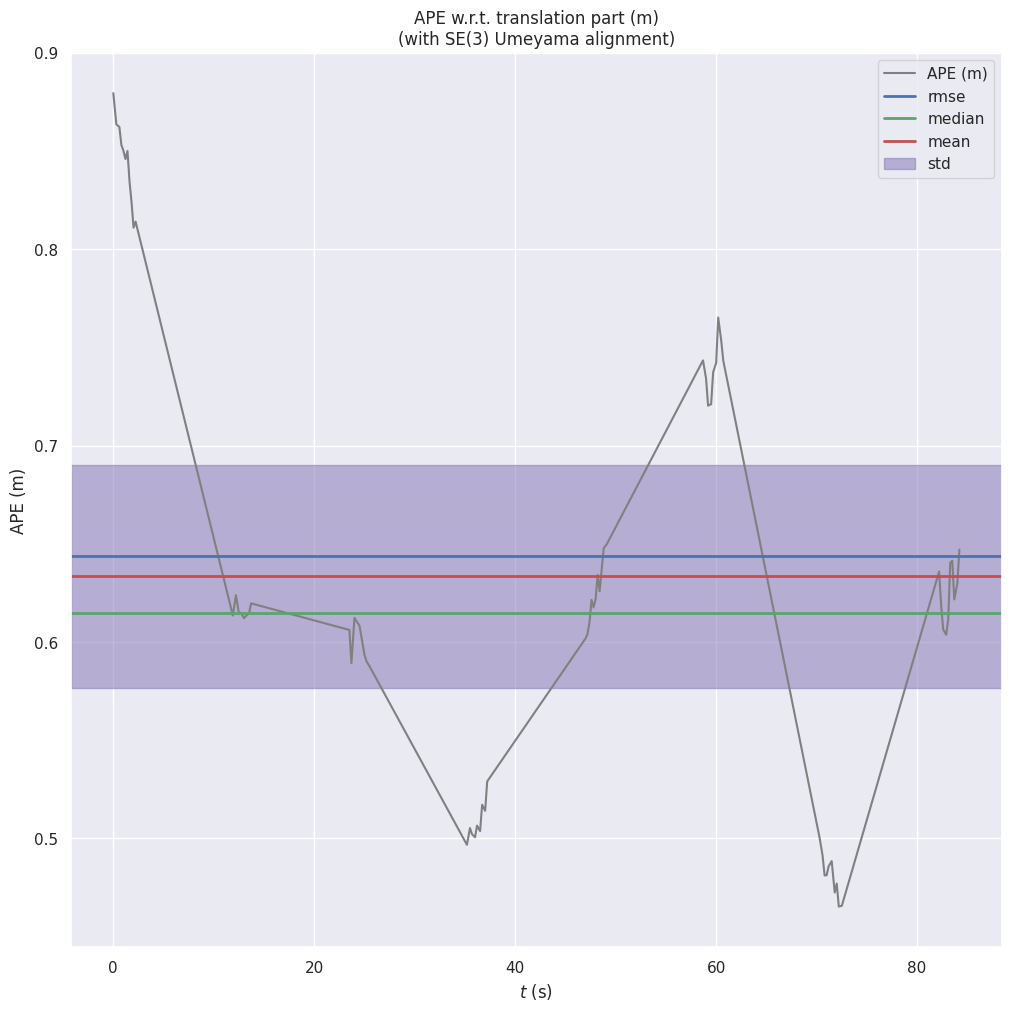 APE w.r.t. translation part (m)
(with SE(3) Umeyama alignment)
APE (m)
rmse
median
mean
std
0.9
0.8
0.7
0.6
0.5
APE (m)
0
20
40
60
80
t (s)